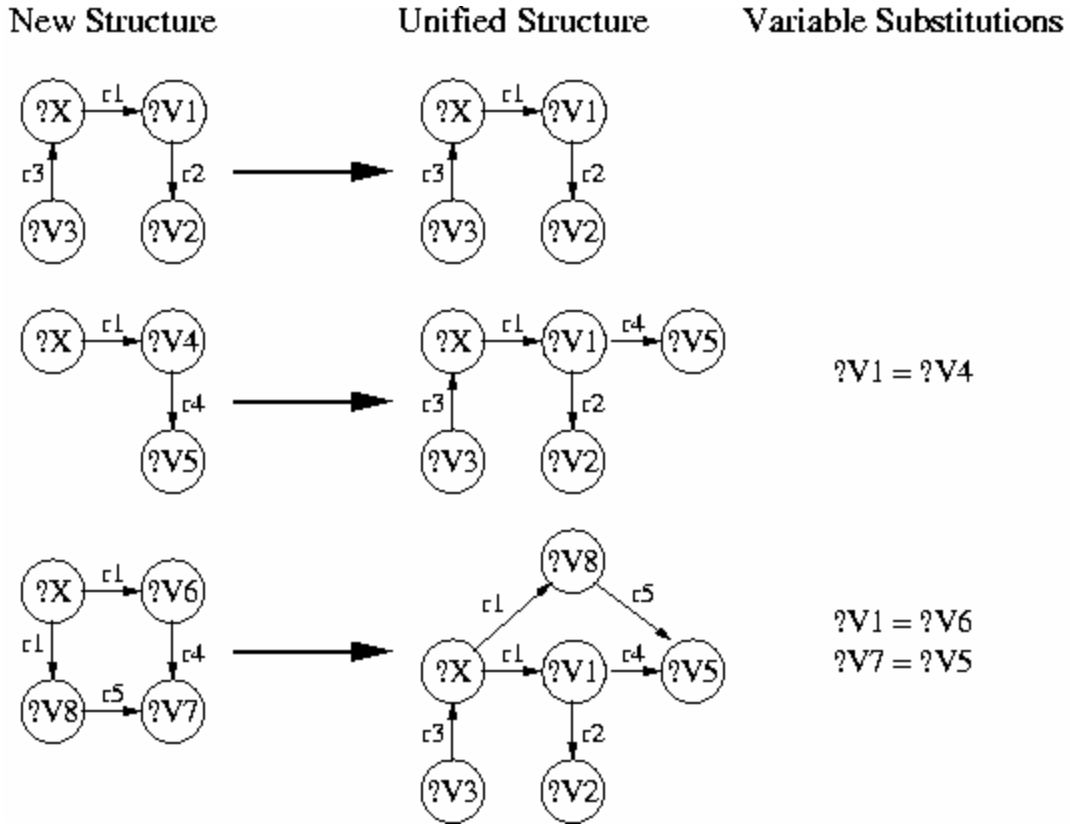 New Structure Unified Structure Variable Substitutions
?X r1 ?V1 ?X r1 ?V1
r3 r2 r3 r2
?V3 ?V2 ?V3 ?V2
?X r1 ?V4 ?X r1 ?V1 r4 ?V5
?V1 = ?V4
r4 r3 r2
?V5 ?V3 ?V2
?V8
?X r1 ?V6 r1 r5
?V1 = ?V6
r1 r4 ?X r1 ?V1 r4 ?V5
?V7 = ?V5
?V8 r5 ?V7 r3 r2
?V3 ?V2